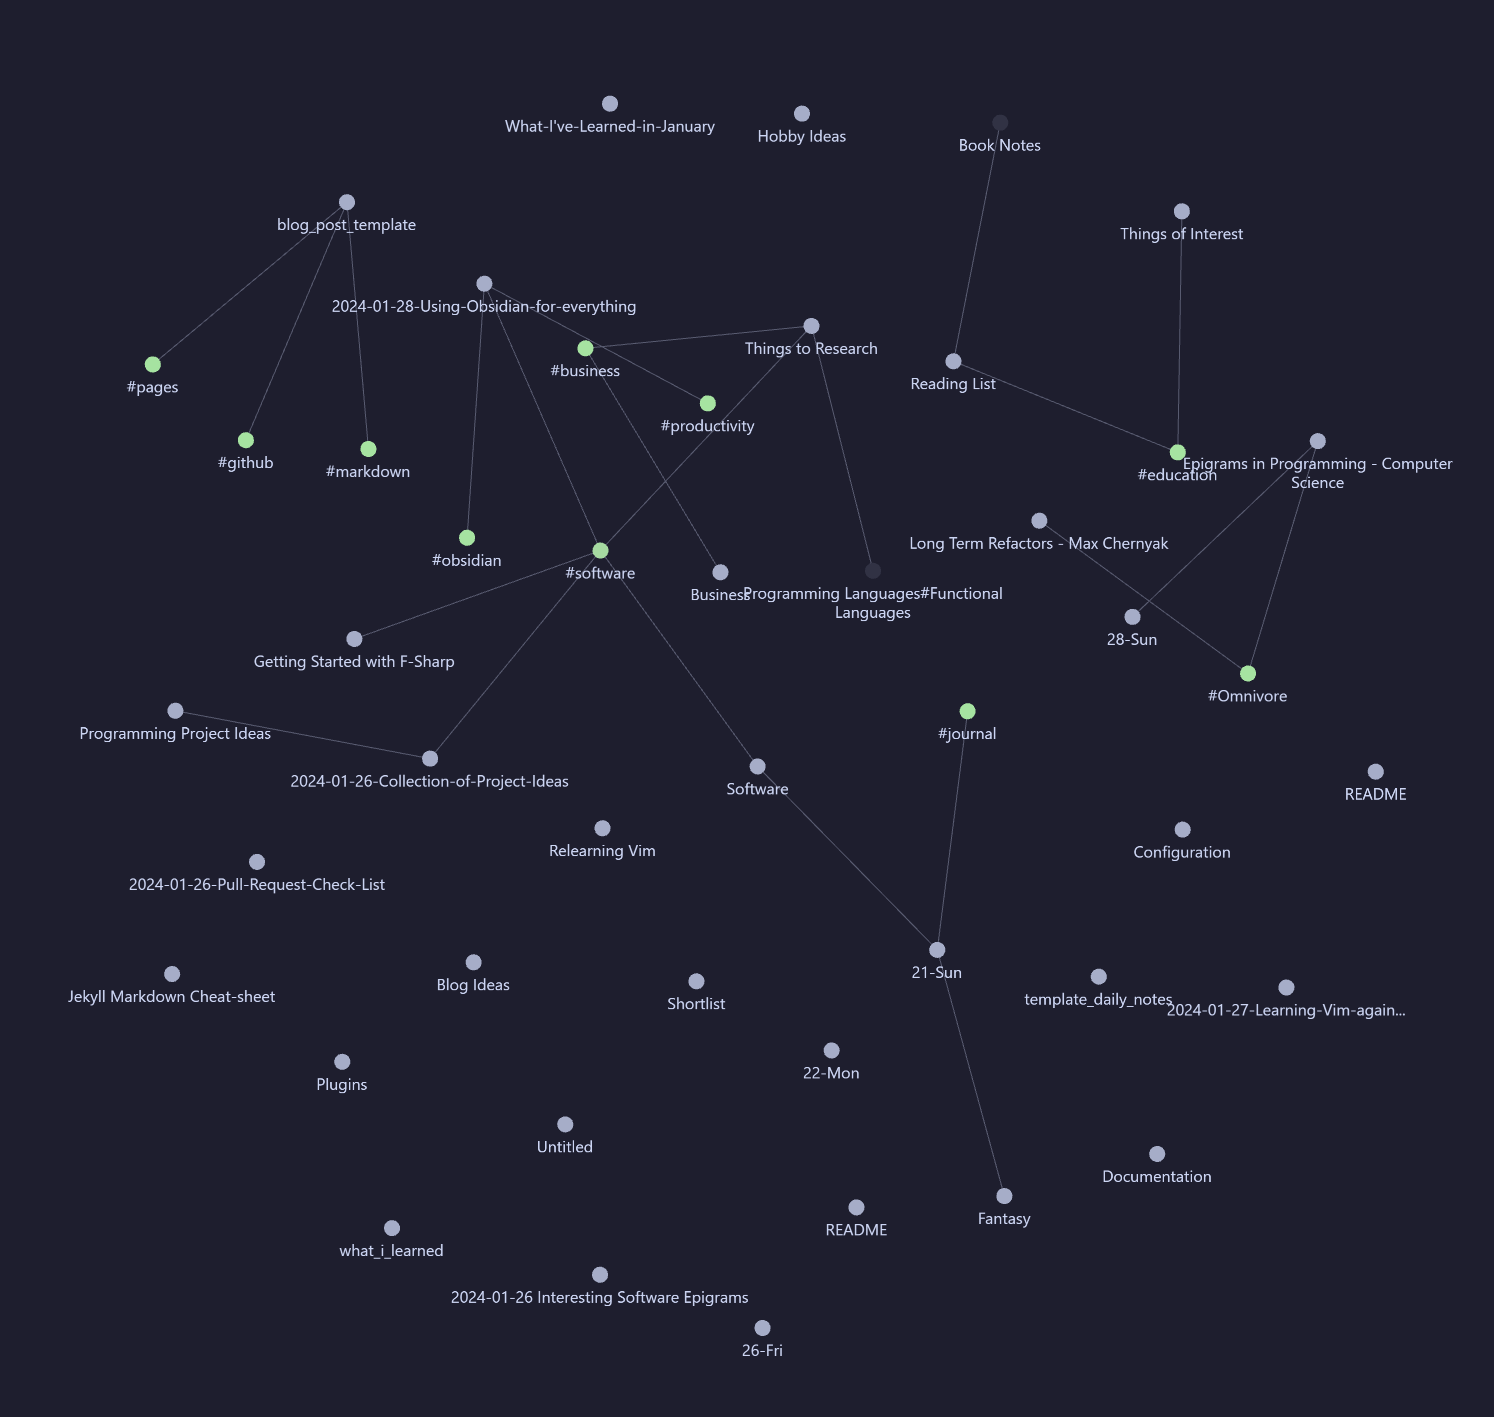 What-I've-Learned-in-January
Hobby Ideas
Book Notes
blog_post_template
Things of Interest
2024-01-28-Using-Obsidian-for-everything
Things to Research
#business
Reading List
#pages
#productivity
#github
#markdown
#education
Epigrams in Programming - Computer
Science
Long Term Refactors - Max Chernyak
#obsidian
#software
Business
Programming Languages#Functional
Languages
28-Sun
Getting Started with F-Sharp
#Omnivore
Programming Project Ideas
#journal
2024-01-26-Collection-of-Project-Ideas
Software
README
Relearning Vim
Configuration
2024-01-26-Pull-Request-Check-List
21-Sun
Jekyll Markdown Cheat-sheet
Blog Ideas
Shortlist
template_daily_notes
2024-01-27-Learning-Vim-again...
22-Mon
Plugins
Untitled
Documentation
Fantasy
README
what_i_learned
2024-01-26 Interesting Software Epigrams
26-Fri